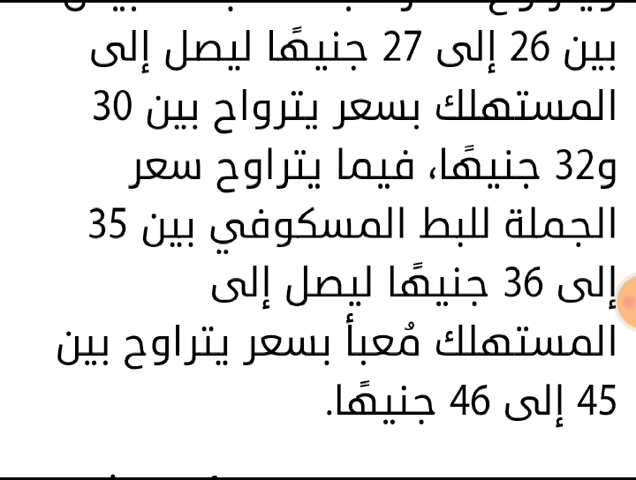 بين 26 إلى 27 جنيهًا ليصل إلى
المستهلك بسعر يترواح بين 30
و32 جنيهًا، فيما يتراوح سعر
الجملة للبط المسكوفي بين 35
إلى 36 جنيهًا ليصل إلى
المستهلك مُعبأ بسعر يتراوح بين
45 إلى 46 جنيهًا.